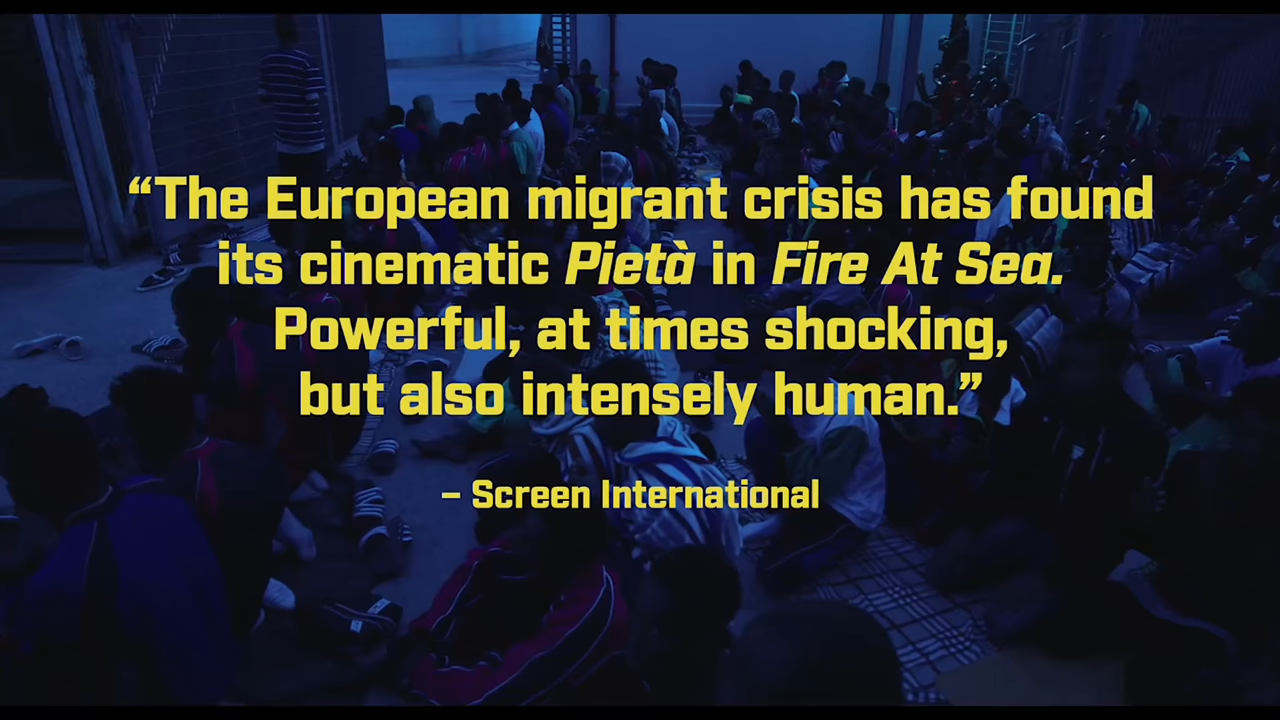 “The European migrant crisis has found
its cinematic Pietà in Fire At Sea.
Powerful, at times shocking,
but also intensely human.”
– Screen International